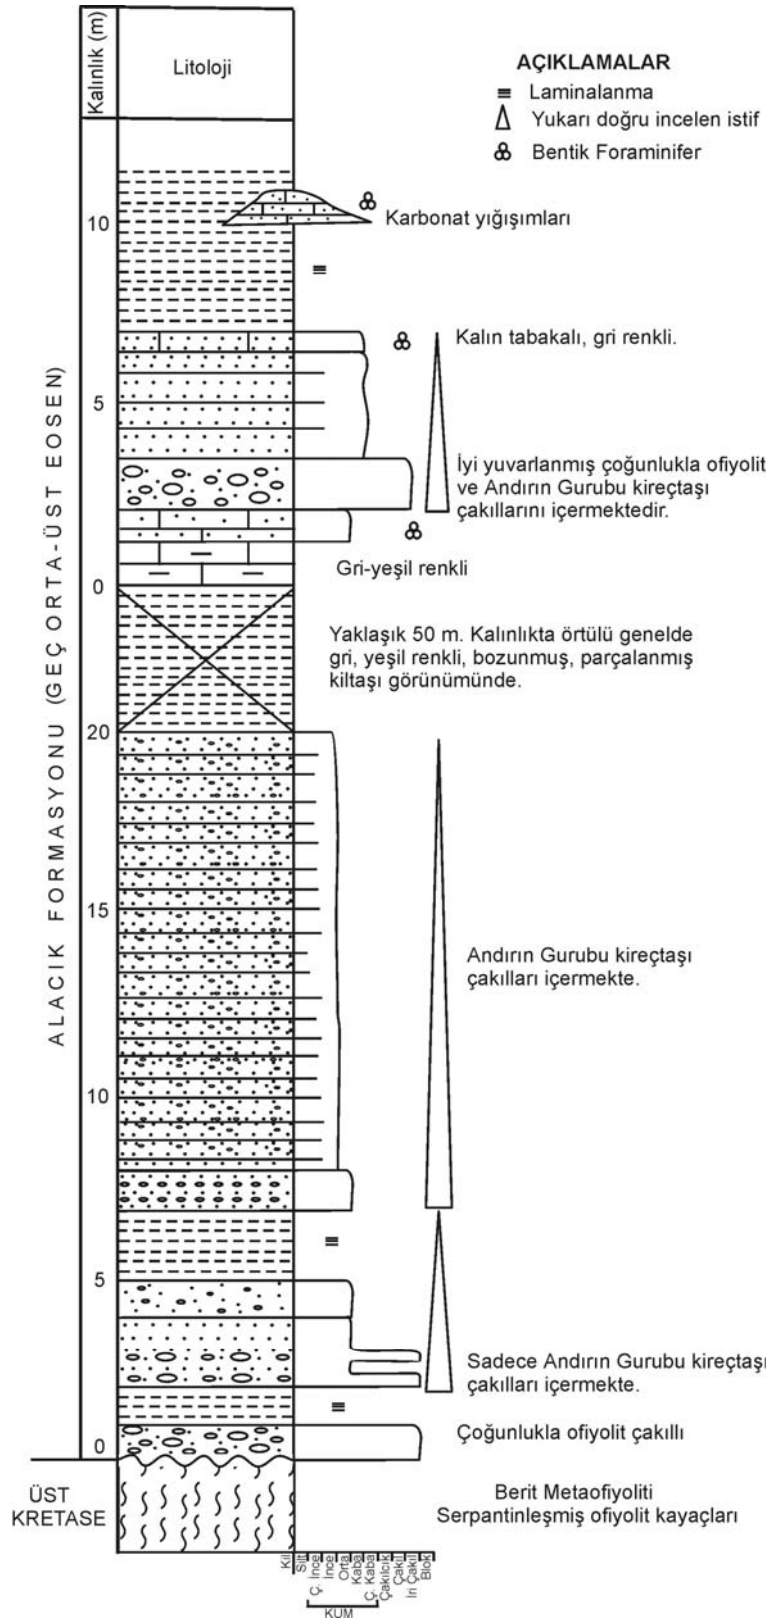 Kalınlık (m)
Litoloji
AÇIKLAMALAR
Laminalanma
Yukarı doğru incelen istif
Bentik Foraminifer
10
Karbonat yığışımları
Kalın tabakalı, gri renkli.
5
İyi yuvarlanmış çoğunlukla ofiyolit
ve Andırın Gurubu kireçtaşı
çakıllarını içermektedir.
Gri-yeşil renkli
0
Yaklaşık 50 m. Kalınlıkta örtülü genelde
gri, yeşil renkli, bozunmuş, parçalanmış
kiltaşı görünümünde.
20
ALACIK FORMASYONU (GEÇ ORTA-ÜST EOSEN)
15
Andırın Gurubu kireçtaşı
çakılları içermekte.
10
5
Sadece Andırın Gurubu kireçtaşı
çakılları içermekte.
Çoğunlukla ofiyolit çakıllı
0
ÜST
KRETASE
Berit Metaofiyoliti
Serpantinleşmiş ofiyolit kayaçları
Kil
Silt
Ç. İnce
İnce
Orta
Kaba
Ç. Kaba
Çakılcık
Çakıl
İri Çakıl
Blok
KUM